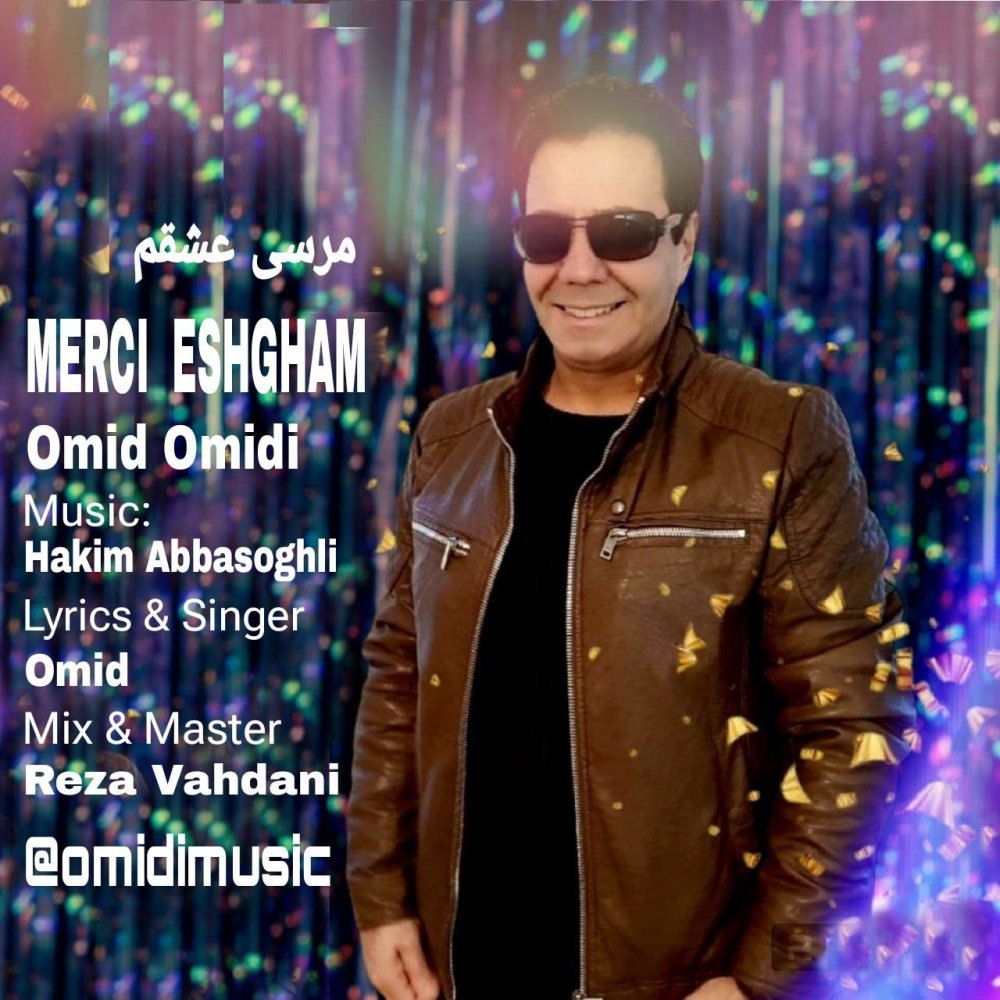 مرسی عشقم
MERCI ESHGHAM
Omid Omidi
Music:
Hakim Abbasoghli
Lyrics & Singer
Omid
Mix & Master
Reza Vahdani
@omidimusic